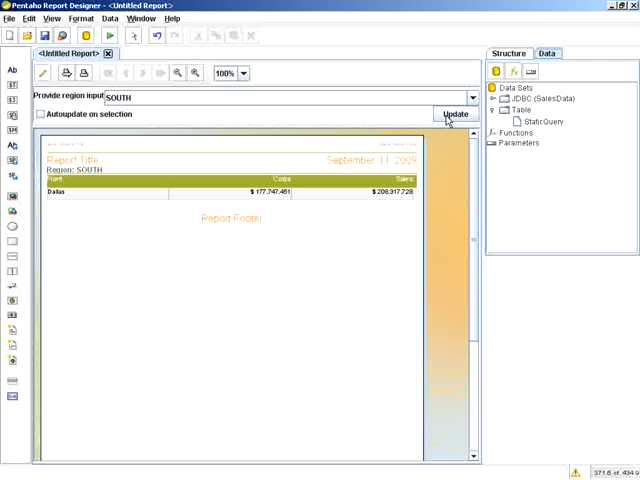 Pentaho Report Designer - <Untitled Report>
File Edit View Format Data Window Help
<Untitled Report>
Structure Data
100%
Provide region input SOUTH
Autoupdate on selection
Update
Data Sets
JDBC (SalesData)
Table
StaticQuery
Functions
Parameters
Report Title September 11, 2009
Region: SOUTH
Costs Sales
Dallas $ 177,747,451 $ 208,317,728
Report Footer